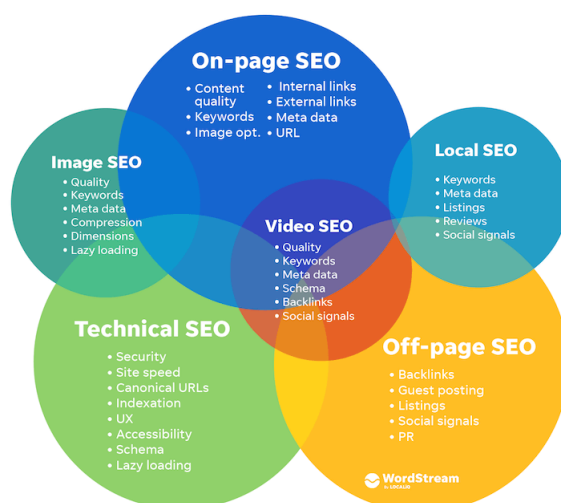 On-page SEO
• Content quality
• Keywords
• Image opt.
• Internal links
• External links
• Meta data
• URL
Image SEO
• Quality
• Keywords
• Meta data
• Compression
• Dimensions
• Lazy loading
Local SEO
• Keywords
• Meta data
• Listings
• Reviews
• Social signals
Video SEO
• Quality
• Keywords
• Meta data
• Schema
• Backlinks
• Social signals
Technical SEO
• Security
• Site speed
• Canonical URLs
• Indexation
• UX
• Accessibility
• Schema
• Lazy loading
Off-page SEO
• Backlinks
• Guest posting
• Listings
• Social signals
• PR
WordStream
by LOCALiQ